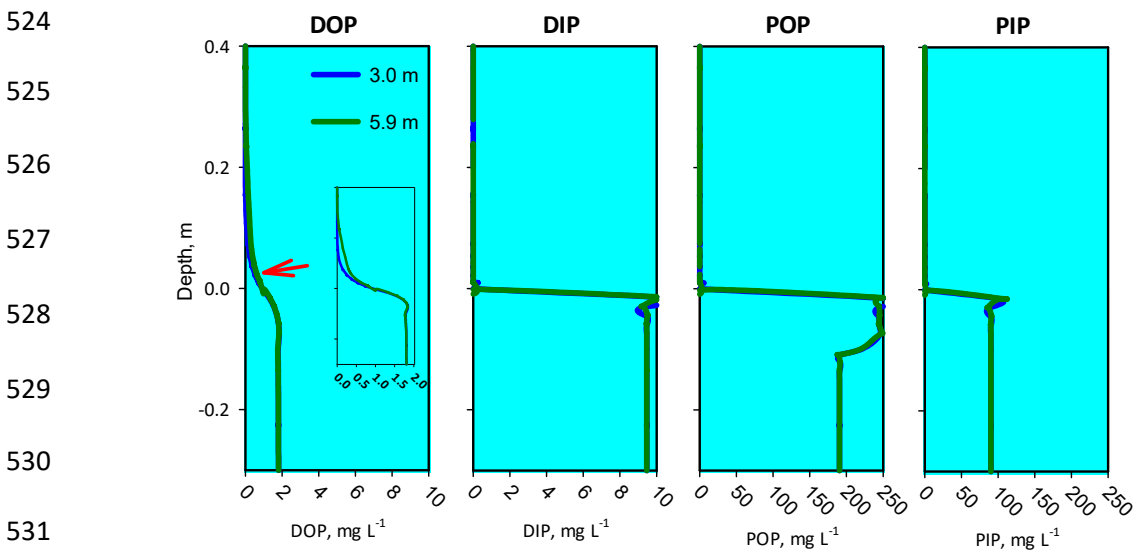 524
DOP DIP POP PIP
0.4
3.0 m
525
5.9 m
526
0.2
527
Depth, m
0.0
528
0.0 0.5 1.0 1.5 2.0
529
-0.2
530
0 2 4 6 8 10 0 2 4 6 8 10 0 50 100 150 200 250 0 50 100 150 200 250
531
DOP, mg L-1 DIP, mg L-1 POP, mg L-1 PIP, mg L-1